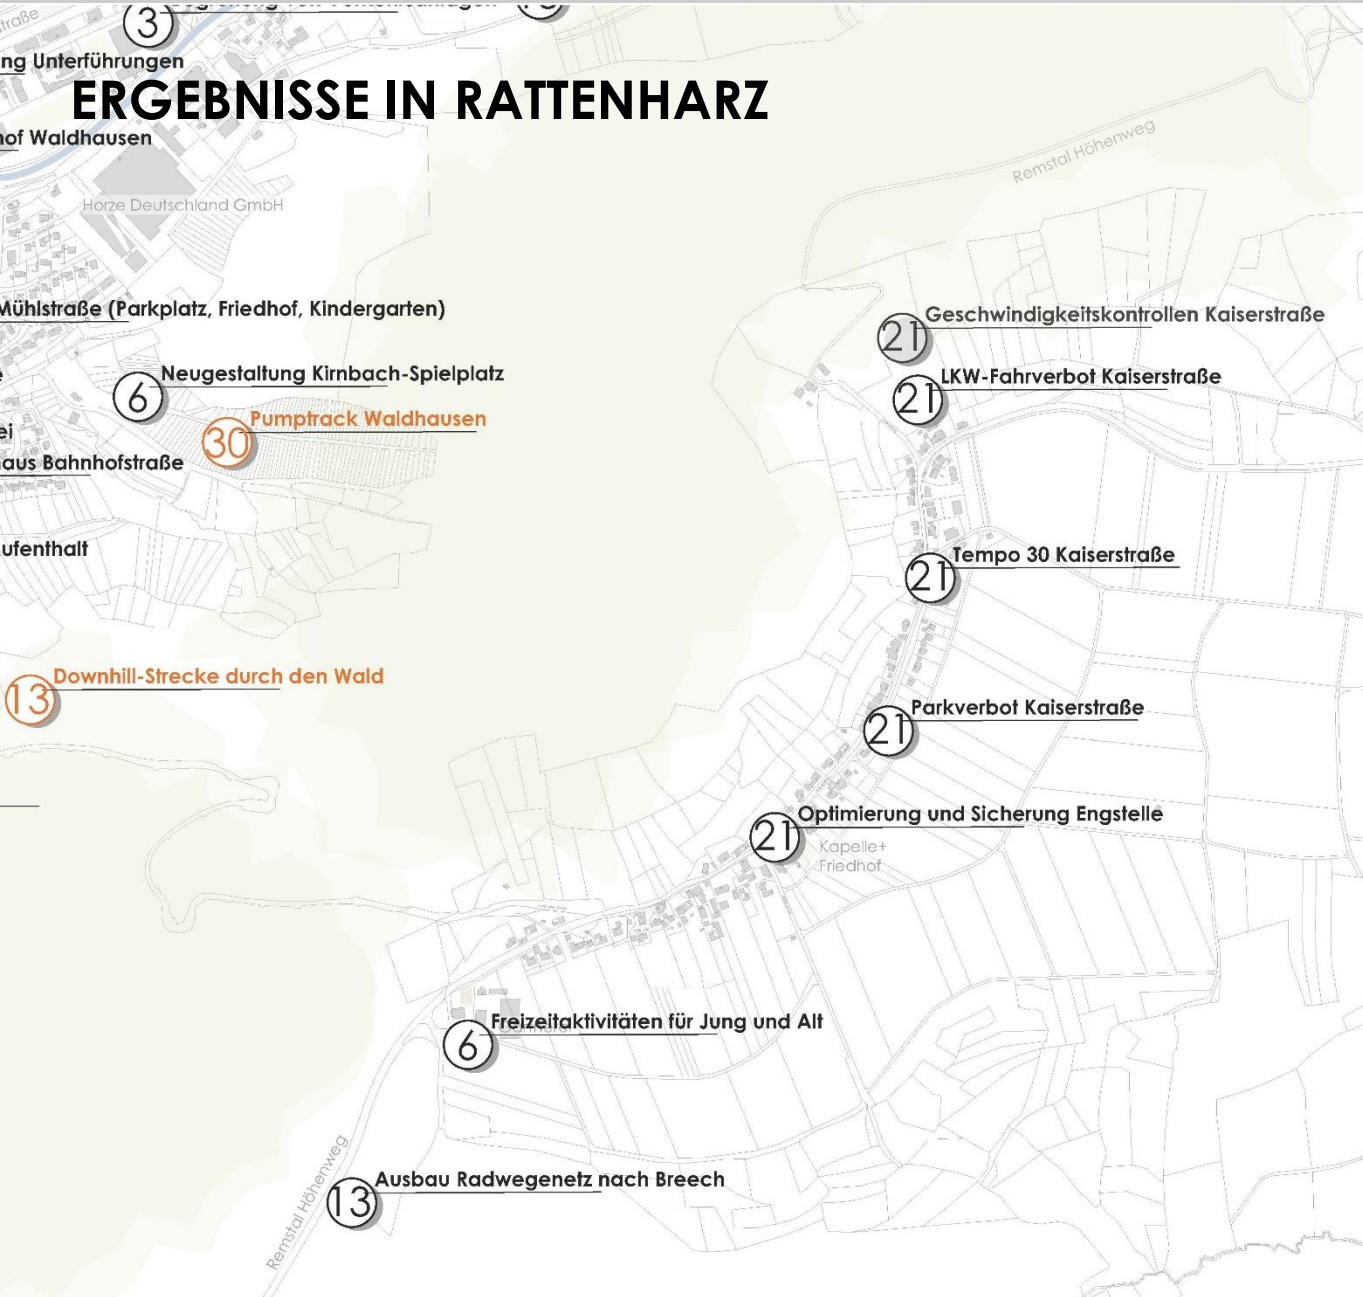 traße
3
ng Unterführungen
ERGEBNISSE IN RATTENHARZ
hof Waldhausen
Remstal Höhenweg
Horze Deutschland GmbH
Mühlstraße (Parkplatz, Friedhof, Kindergarten)
21
Geschwindigkeitskontrollen Kaiserstraße
6
Neugestaltung Kirnbach-Spielplatz
21
LKW-Fahrverbot Kaiserstraße
30
Pumptrack Waldhausen
ei
aus Bahnhofstraße
ufenthalt
21
Tempo 30 Kaiserstraße
13
Downhill-Strecke durch den Wald
21
Parkverbot Kaiserstraße
21
Optimierung und Sicherung Engstelle
Kapelle+
Friedhof
6
Freizeitaktivitäten für Jung und Alt
Remstal Höhenweg
13
Ausbau Radwegenetz nach Breech